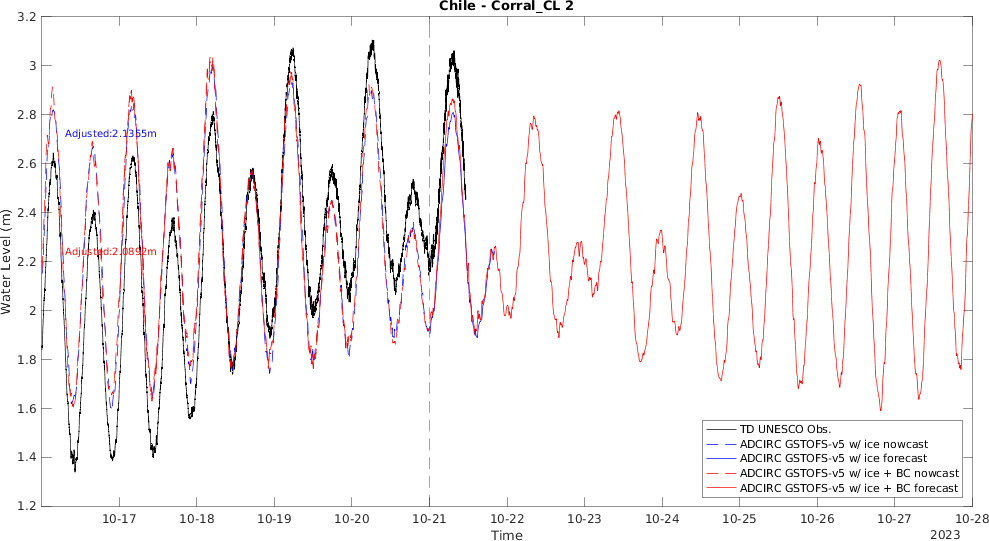 Chile - Corral_CL 2
3.2
3
2.8
2.6
2.4
2.2
2
1.8
1.6
1.4
1.2
Water Level (m)
Adjusted:2.1355m
Adjusted:2.0892m
TD UNESCO Obs.
ADCIRC GSTOFS-v5 w/ ice nowcast
ADCIRC GSTOFS-v5 w/ ice forecast
ADCIRC GSTOFS-v5 w/ ice + BC nowcast
ADCIRC GSTOFS-v5 w/ ice + BC forecast
10-17 10-18 10-19 10-20 10-21 10-22 10-23 10-24 10-25 10-26 10-27 10-28
Time
2023